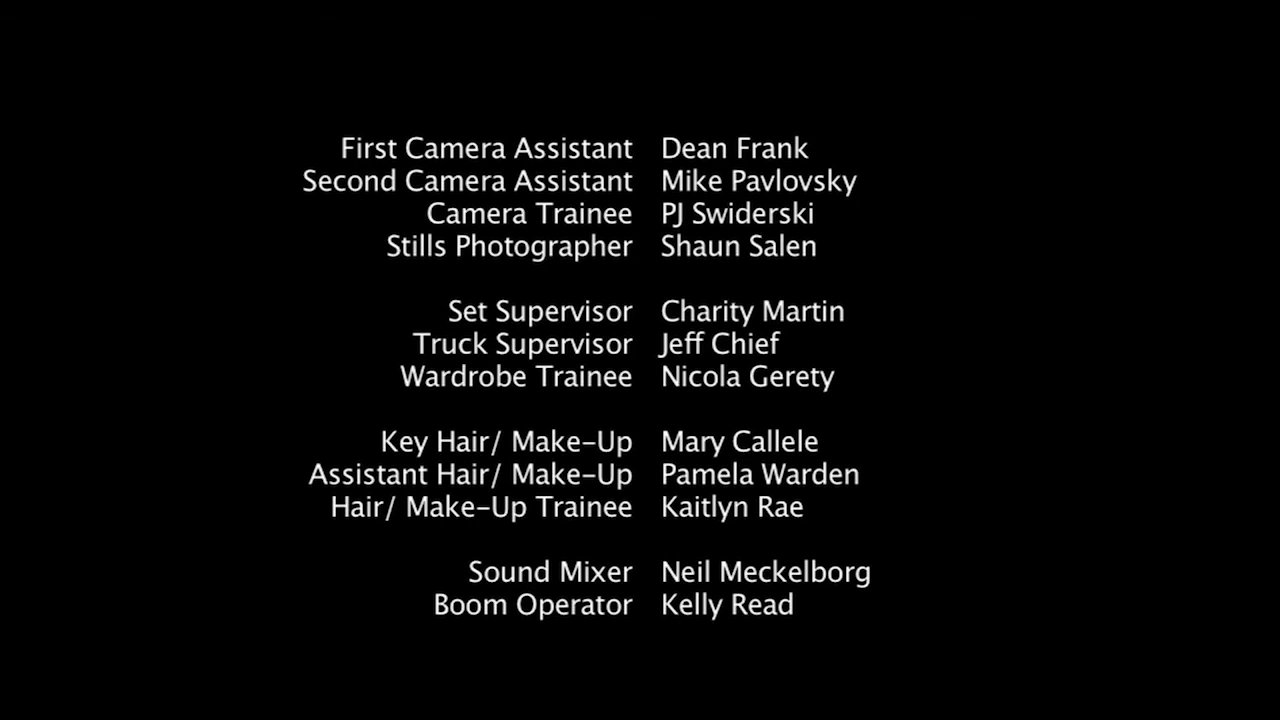 First Camera Assistant Dean Frank
Second Camera Assistant Mike Pavlovsky
Camera Trainee PJ Swiderski
Stills Photographer Shaun Salen
Set Supervisor Charity Martin
Truck Supervisor Jeff Chief
Wardrobe Trainee Nicola Gerety
Key Hair/ Make-Up Mary Callele
Assistant Hair/ Make-Up Pamela Warden
Hair/ Make-Up Trainee Kaitlyn Rae
Sound Mixer Neil Meckelborg
Boom Operator Kelly Read